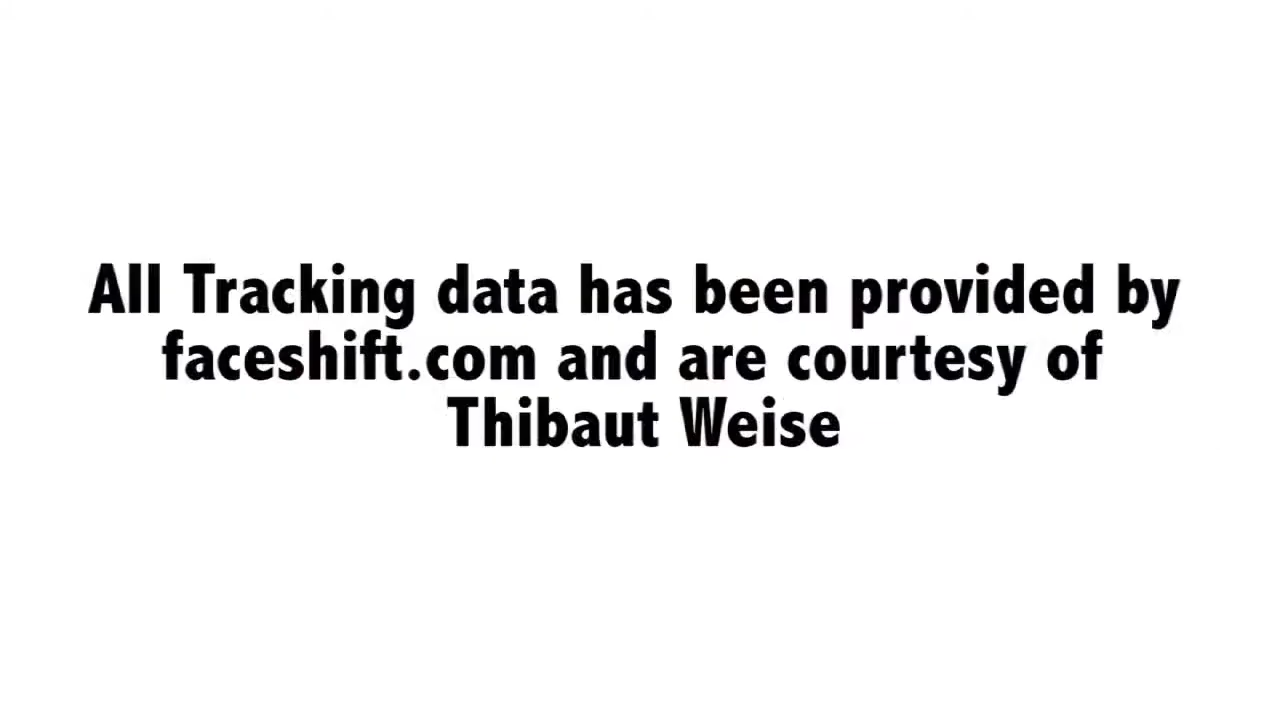 All Tracking data has been provided by
faceshift.com and are courtesy of
Thibaut Weise